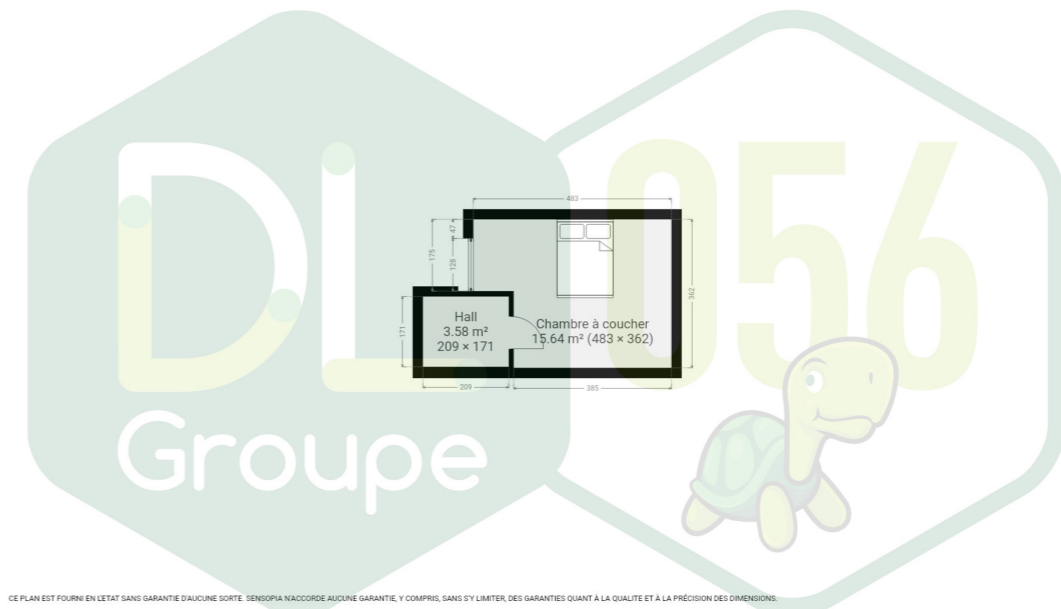 DL
Groupe
056
483
47
175
128
362
171
Hall
3.58 m²
209 × 171
Chambre à coucher
15.64 m² (483 × 362)
209
385
CE PLAN EST FOURNI EN L'ETAT SANS GARANTIE D'AUCUNE SORTE. SENSOPIA N'ACCORDE AUCUNE GARANTIE, Y COMPRIS, SANS S'Y LIMITER, DES GARANTIES QUANT À LA QUALITE ET À LA PRÉCISION DES DIMENSIONS.